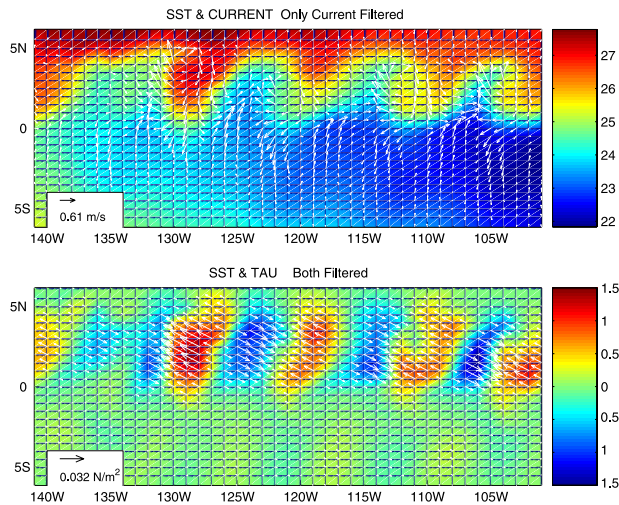 SST & CURRENT Only Current Filtered
5N
0
5S
0.61 m/s
140W 135W 130W 125W 120W 115W 110W 105W
27
26
25
24
23
22
SST & TAU Both Filtered
5N
0
5S
0.032 N/m²
140W 135W 130W 125W 120W 115W 110W 105W
1.5
1.0
0.5
0
0.5
1.0
1.5